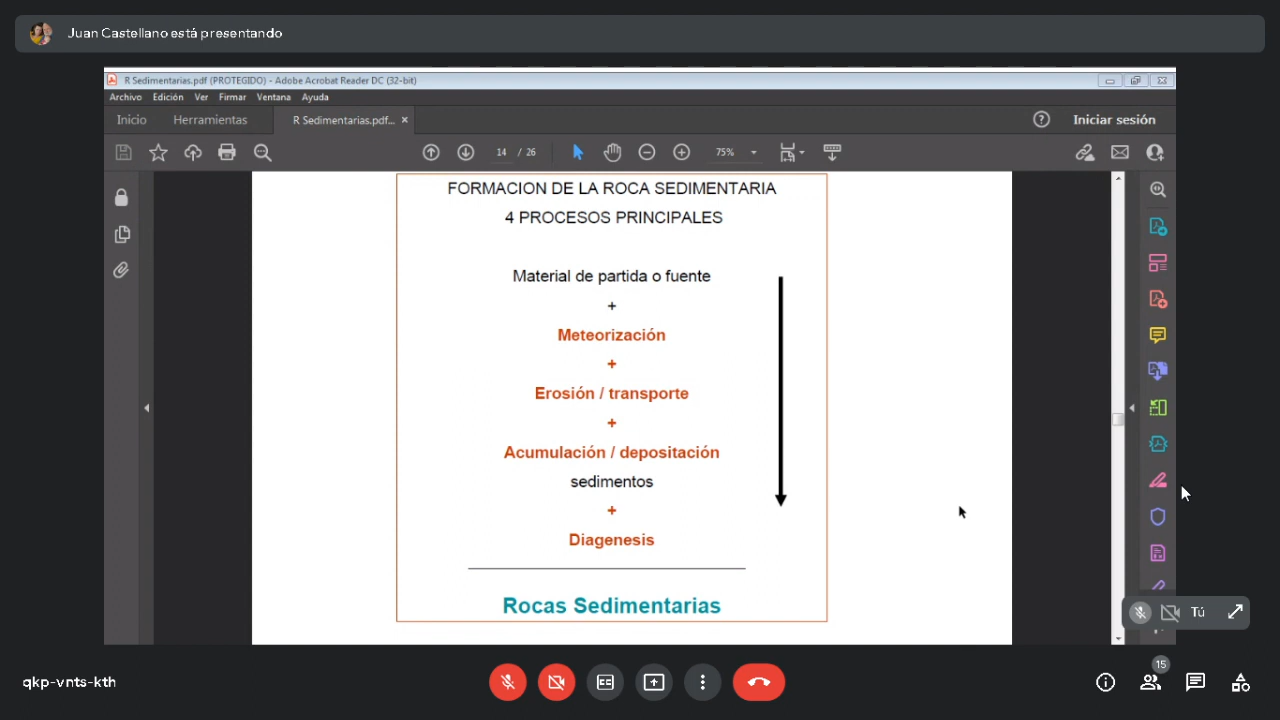 Juan Castellano está presentando
R Sedimentarias.pdf (PROTEGIDO) - Adobe Acrobat Reader DC (32-bit)
Archivo Edición Ver Firmar Ventana Ayuda
Inicio Herramientas R Sedimentarias.pdf... × Iniciar sesión
14 / 26 75%
FORMACION DE LA ROCA SEDIMENTARIA
4 PROCESOS PRINCIPALES
Material de partida o fuente
+
Meteorización
+
Erosión / transporte
+
Acumulación / depositación
sedimentos
+
Diagenesis
Rocas Sedimentarias
Tú
qkp-vnts-kth
15